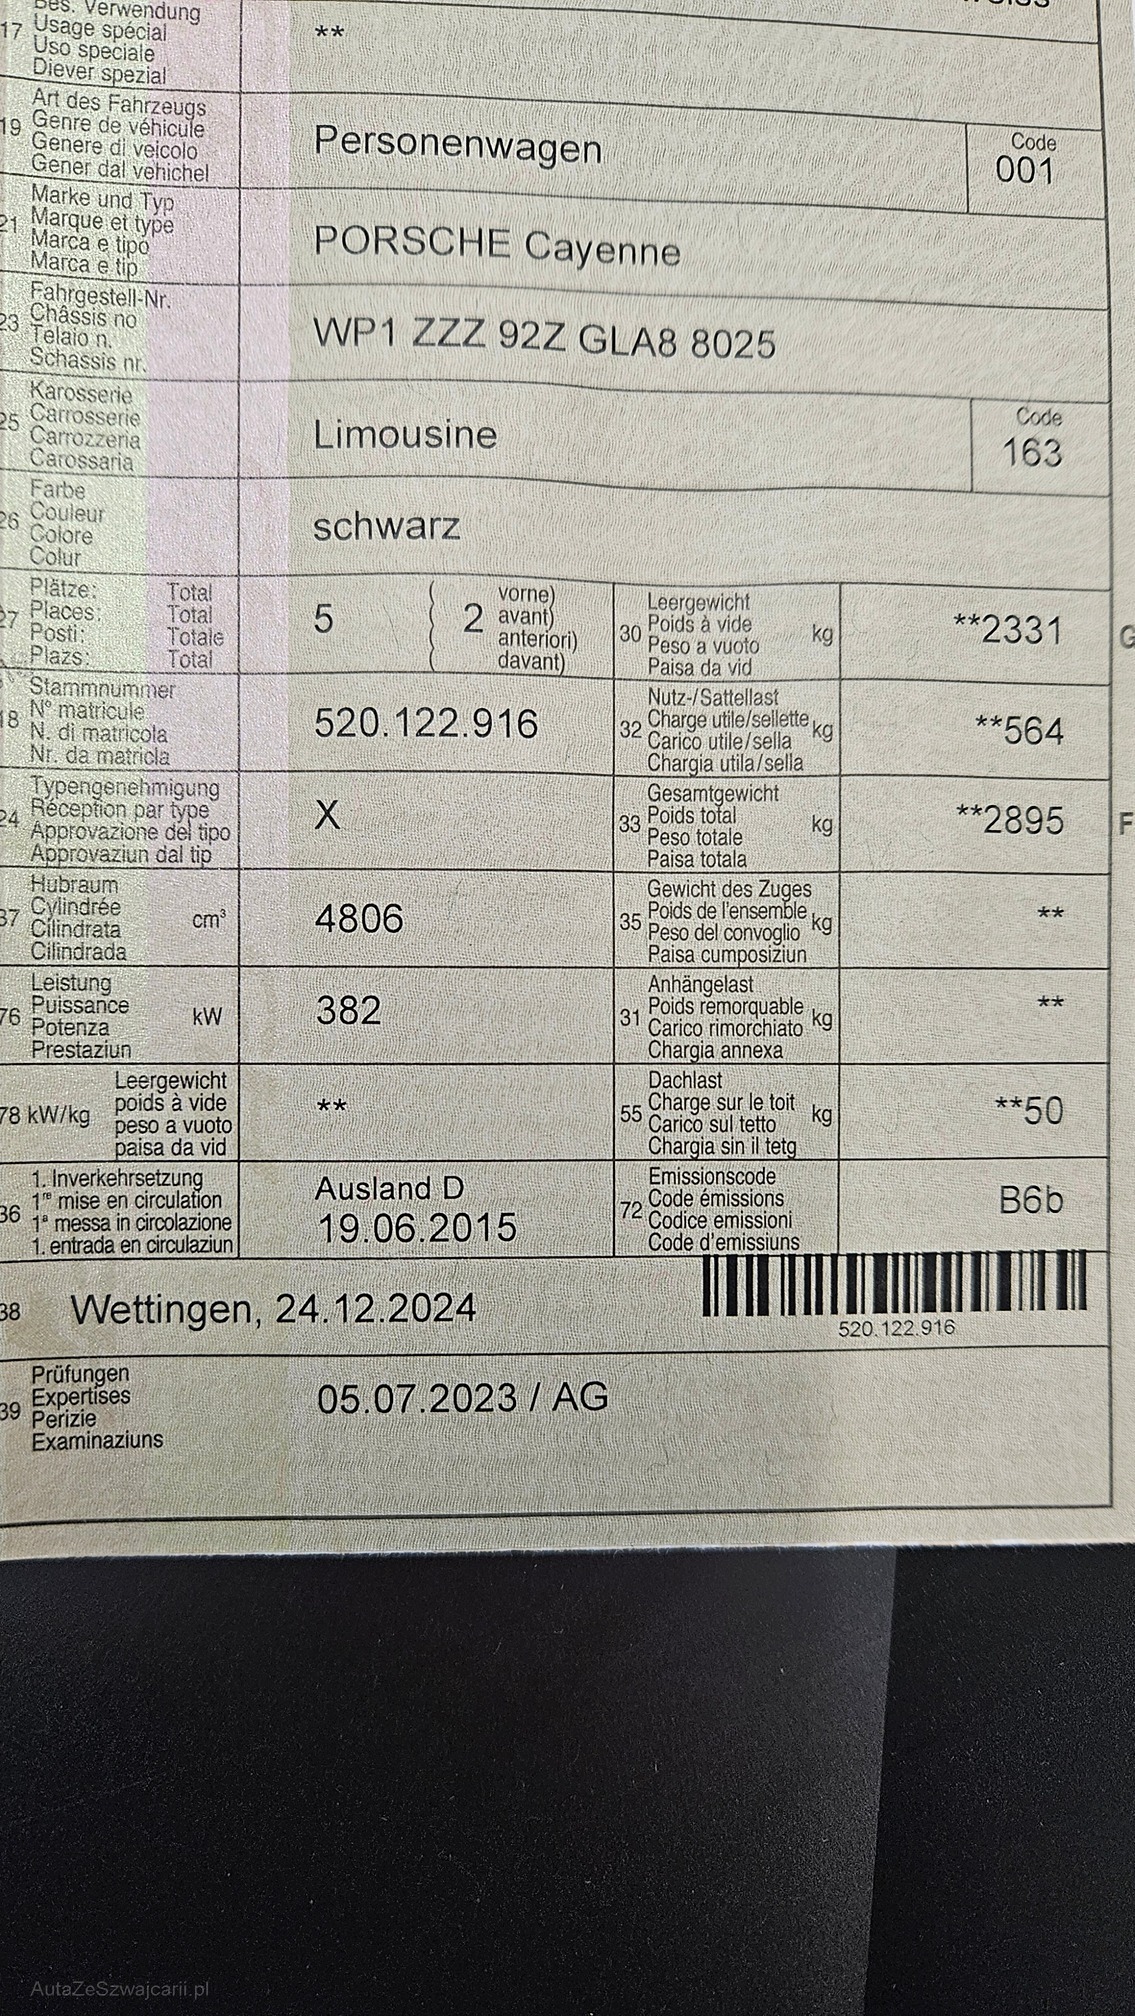 Bes. Verwendung
17 Usage spécial
Uso speciale
Diever spezial
**
Art des Fahrzeugs
19 Genre de véhicule
Genere di veicolo
Gener dal vehichel
Personenwagen
Code
001
Marke und Typ
21 Marque et type
Marca e tipo
Marca e tip
PORSCHE Cayenne
Fahrgestell-Nr.
23 Châssis no
Telaio n.
Schassis nr.
WP1 ZZZ 92Z GLA8 8025
Karosserie
25 Carrosserie
Carrozzeria
Carossaria
Limousine
Code
163
Farbe
26 Couleur
Colore
Colur
schwarz
Plätze: Total
27 Places: Total
Posti: Totale
Plazs: Total
5 2
vorne)
avant)
anteriori)
davant)
Leergewicht
30 Poids à vide kg
Peso a vuoto
Paisa da vid
**2331
G
Stammnummer
18 N° matricule
N. di matricola
Nr. da matricla
520.122.916
Nutz-/Sattellast
32 Charge utile/sellette kg
Carico utile/sella
Chargia utila/sella
**564
Typengenehmigung
24 Réception par type
Approvazione del tipo
Approvaziun dal tip
X
Gesamtgewicht
33 Poids total kg
Peso totale
Paisa totala
**2895
F
Hubraum
37 Cylindrée cm³
Cilindrata
Cilindrada
4806
Gewicht des Zuges
35 Poids de l'ensemble kg
Peso del convoglio
Paisa cumposiziun
**
Leistung
76 Puissance kW
Potenza
Prestaziun
382
Anhängelast
31 Poids remorquable kg
Carico rimorchiato
Chargia annexa
**
Leergewicht
78 kW/kg poids à vide
peso a vuoto
paisa da vid
**
Dachlast
55 Charge sur le toit kg
Carico sul tetto
Chargia sin il tetg
**50
1. Inverkehrsetzung
36 1re mise en circulation
1a messa in circolazione
1. entrada en circulaziun
Ausland D
19.06.2015
Emissionscode
72 Code émissions
Codice emissioni
Code d'emissiuns
B6b
38 Wettingen, 24.12.2024
520.122.916
Prüfungen
39 Expertises
Perizie
Examinaziuns
05.07.2023 / AG
AutaZeSzwajcarii.pl